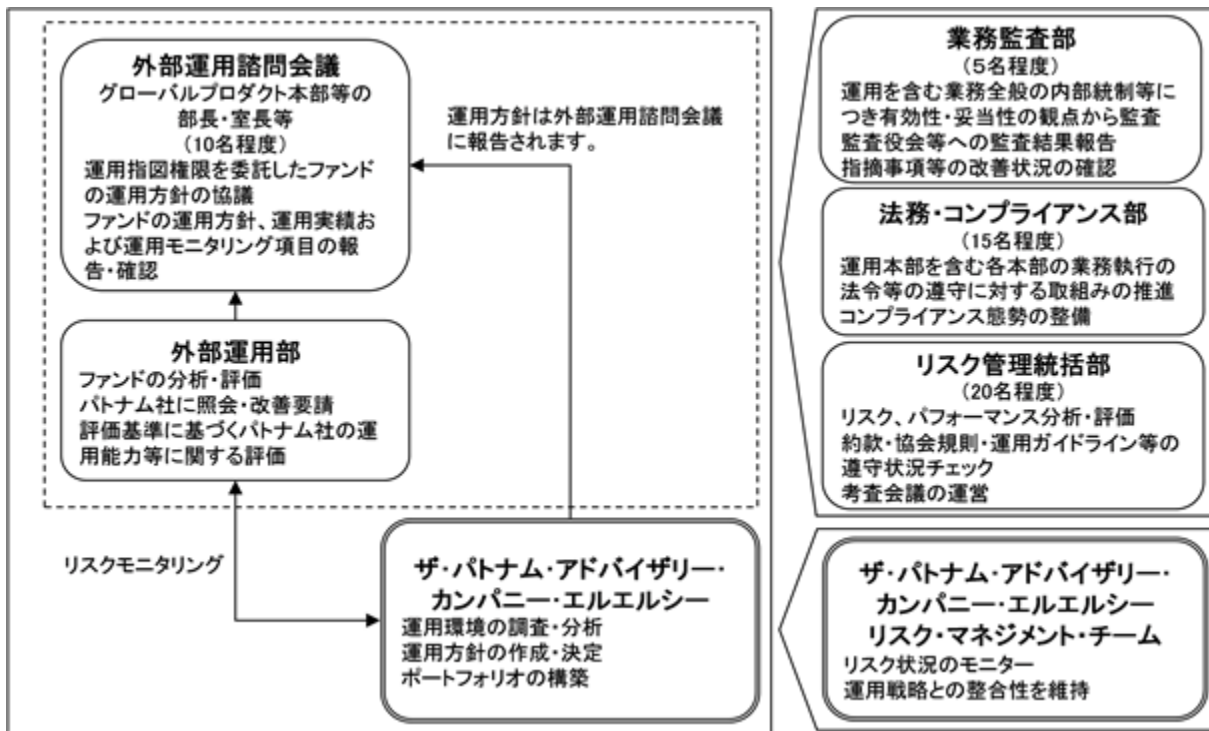 外部運用諮問会議
グローバルプロダクト本部等の
部長・室長等
(10名程度)
運用指図権限を委託したファンド
の運用方針の協議
ファンドの運用方針、運用実績お
よび運用モニタリング項目の報
告・確認
運用方針は外部運用諮問会議
に報告されます。
外部運用部
ファンドの分析・評価
パトナム社に照会・改善要請
評価基準に基づくパトナム社の運
用能力等に関する評価
リスクモニタリング
ザ・パトナム・アドバイザリー・
カンパニー・エルエルシー
運用環境の調査・分析
運用方針の作成・決定
ポートフォリオの構築
業務監査部
(5名程度)
運用を含む業務全般の内部統制等に
つき有効性・妥当性の観点から監査
監査役会等への監査結果報告
指摘事項等の改善状況の確認
法務・コンプライアンス部
(15名程度)
運用本部を含む各本部の業務執行の
法令等の遵守に対する取組みの推進
コンプライアンス態勢の整備
リスク管理統括部
(20名程度)
リスク、パフォーマンス分析・評価
約款・協会規則・運用ガイドライン等の
遵守状況チェック
考査会議の運営
ザ・パトナム・アドバイザリー・
カンパニー・エルエルシー
リスク・マネジメント・チーム
リスク状況のモニター
運用戦略との整合性を維持